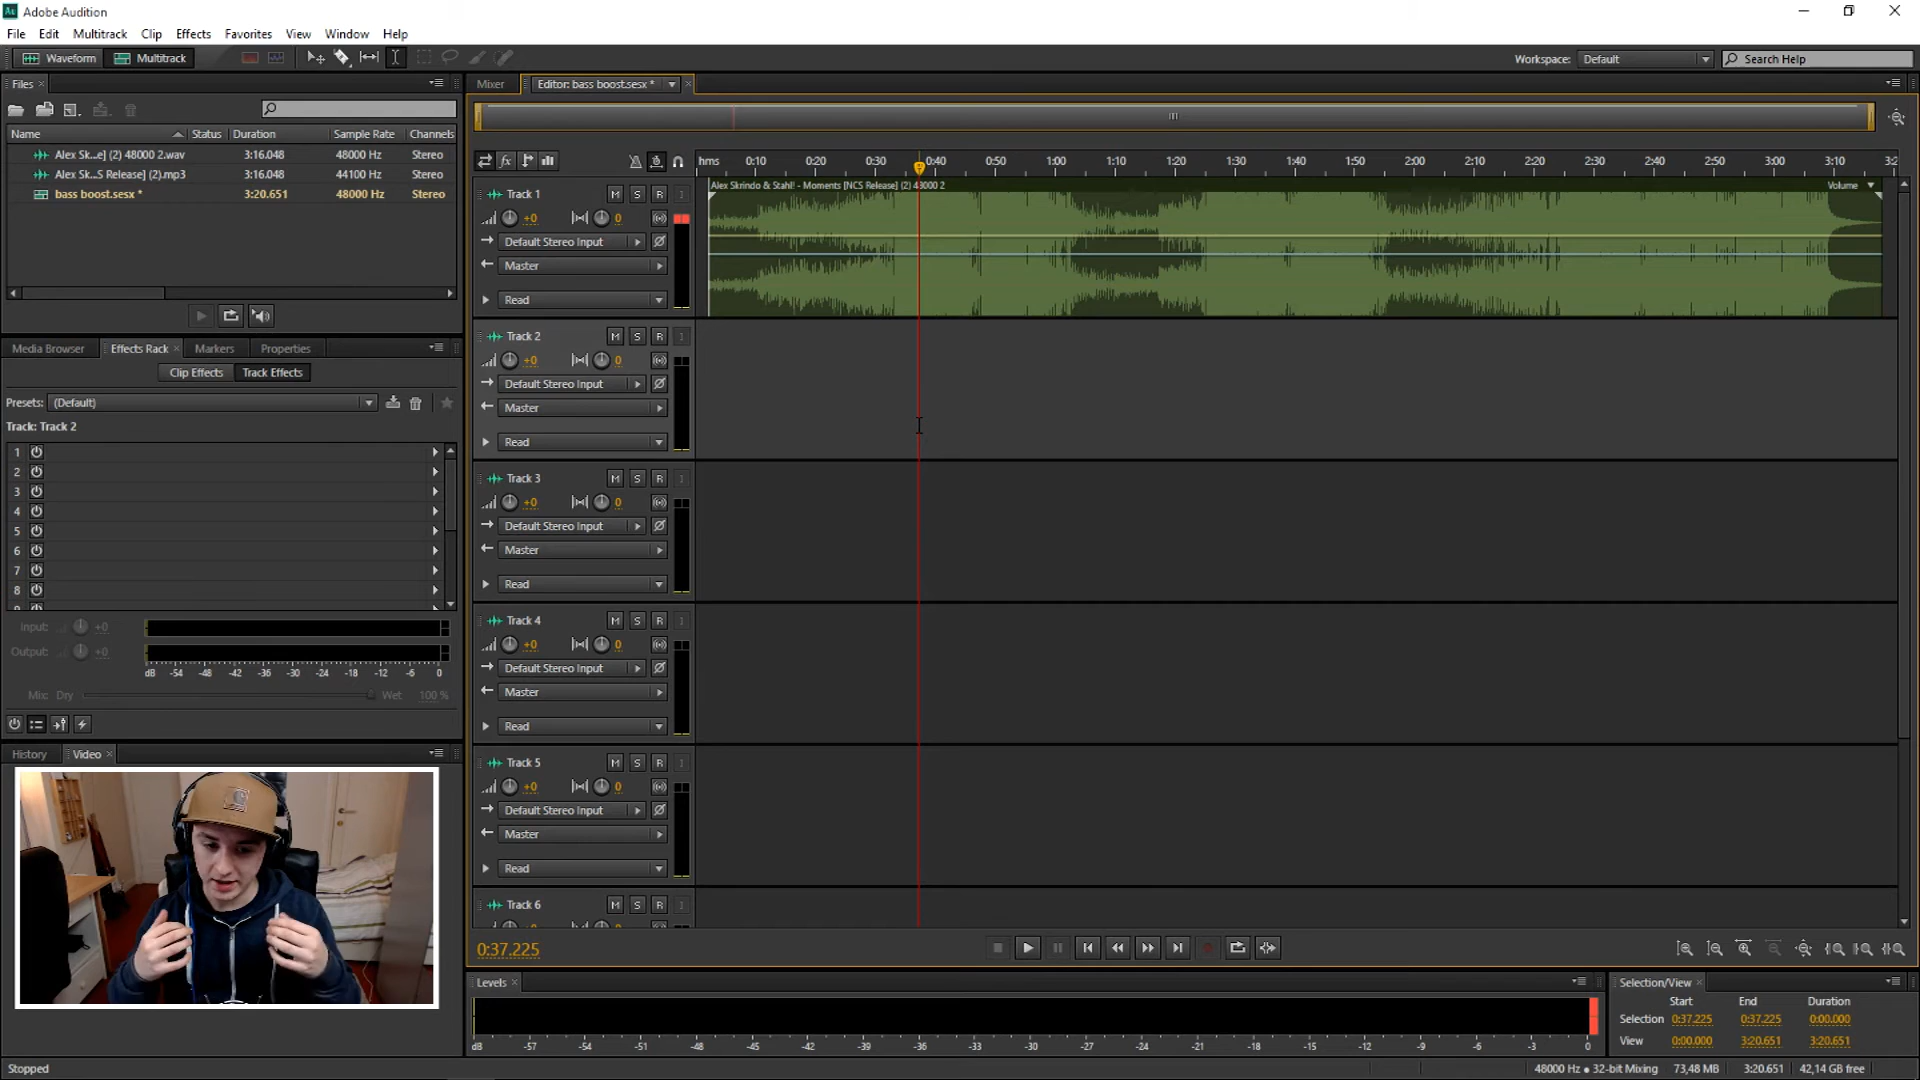 Adobe Audition
File Edit Multitrack Clip Effects Favorites View Window Help
Waveform Multitrack Workspace: Default Search Help
Files Mixer Editor: bass boost.sesx *
Name Status Duration Sample Rate Channels
Alex Sk...e] (2) 48000 2.wav 3:16.048 48000 Hz Stereo
Alex Sk...S Release] (2).mp3 3:16.048 44100 Hz Stereo
bass boost.sesx * 3:20.651 48000 Hz Stereo
fx hms 0:10 0:20 0:30 0:40 0:50 1:00 1:10 1:20 1:30 1:40 1:50 2:00 2:10 2:20 2:30 2:40 2:50 3:00 3:10 3:2
Alex Skrindo & Stahl! - Moments [NCS Release] (2) 48000 2 Volume
Track 1 M S R I
+0 0
Default Stereo Input
Master
Read
Track 2 M S R I
+0 0
Default Stereo Input
Master
Read
Track 3 M S R I
+0 0
Default Stereo Input
Master
Read
Track 4 M S R I
+0 0
Default Stereo Input
Master
Read
Track 5 M S R I
+0 0
Default Stereo Input
Master
Read
Track 6 M S R I
Media Browser Effects Rack Markers Properties
Clip Effects Track Effects
Presets: (Default)
Track: Track 2
1
2
3
4
5
6
7
8
Input: +0
Output: +0
dB -54 -48 -42 -36 -30 -24 -18 -12 -6 0
Mix: Dry Wet 100 %
History Video
0:37.225
Levels
dB -57 -54 -51 -48 -45 -42 -39 -36 -33 -30 -27 -24 -21 -18 -15 -12 -9 -6 -3 0
Selection/View
Start End Duration
Selection 0:37.225 0:37.225 0:00.000
View 0:00.000 3:20.651 3:20.651
Stopped 48000 Hz ● 32-bit Mixing 73,48 MB 3:20.651 42,14 GB free